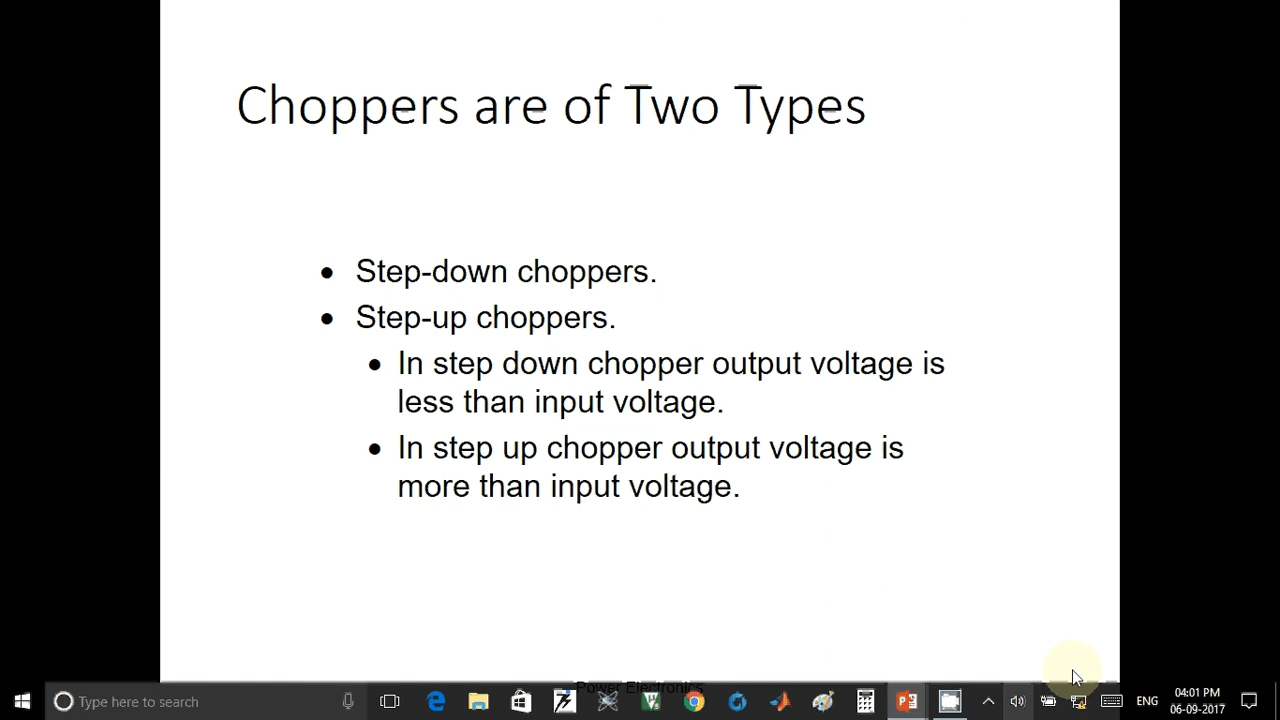 Choppers are of Two Types
• Step-down choppers.
• Step-up choppers.
• In step down chopper output voltage is
less than input voltage.
• In step up chopper output voltage is
more than input voltage.
Power Electronics
Type here to search
ENG
04:01 PM
06-09-2017